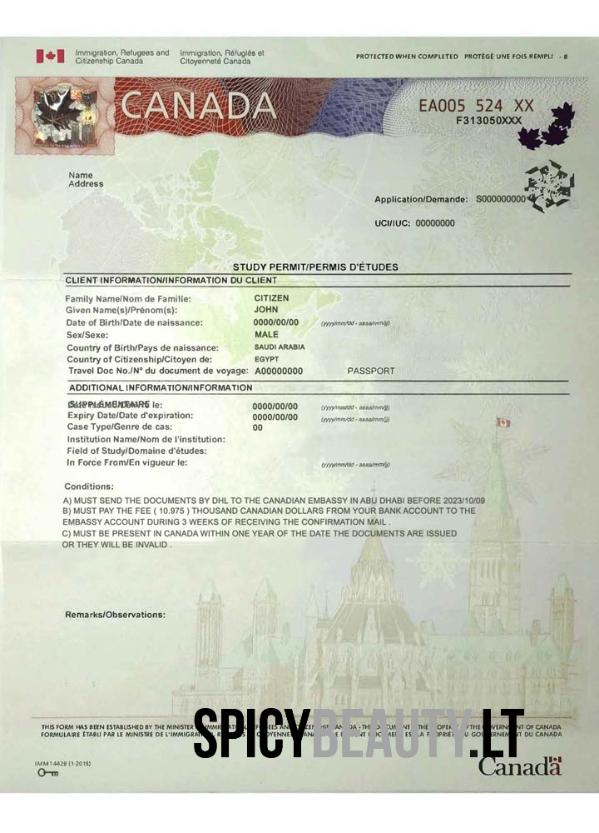 Immigration, Refugees and Citizenship Canada
Immigration, Réfugiés et Citoyenneté Canada
PROTECTED WHEN COMPLETED PROTÉGÉ UNE FOIS REMPLI - B
CANADA
EA005 524 XX
F313050XXX
Name
Address
Application/Demande: S000000000
UCI/IUC: 00000000
STUDY PERMIT/PERMIS D'ÉTUDES
CLIENT INFORMATION/INFORMATION DU CLIENT
Family Name/Nom de Familie: CITIZEN
Given Name(s)/Prénom(s): JOHN
Date of Birth/Date de naissance: 0000/00/00 (yyyy/mm/dd - aaaa/mm/jj)
Sex/Sexe: MALE
Country of Birth/Pays de naissance: SAUDI ARABIA
Country of Citizenship/Citoyen de: EGYPT
Travel Doc No./N° du document de voyage: A00000000 PASSPORT
ADDITIONAL INFORMATION/INFORMATION
SUPPLÉMENTAIRE le: 0000/00/00 (yyyy/mm/dd - aaaa/mm/jj)
Expiry Date/Date d'expiration: 0000/00/00 (yyyy/mm/dd - aaaa/mm/jj)
Case Type/Genre de cas: 00
Institution Name/Nom de l'institution:
Field of Study/Domaine d'études:
In Force From/En vigueur le: (yyyy/mm/dd - aaaa/mm/jj)
Conditions:
A) MUST SEND THE DOCUMENTS BY DHL TO THE CANADIAN EMBASSY IN ABU DHABI BEFORE 2023/10/09
B) MUST PAY THE FEE ( 10.975 ) THOUSAND CANADIAN DOLLARS FROM YOUR BANK ACCOUNT TO THE
EMBASSY ACCOUNT DURING 3 WEEKS OF RECEIVING THE CONFIRMATION MAIL .
C) MUST BE PRESENT IN CANADA WITHIN ONE YEAR OF THE DATE THE DOCUMENTS ARE ISSUED
OR THEY WILL BE INVALID .
Remarks/Observations:
THIS FORM HAS BEEN ESTABLISHED BY THE MINISTER OF CANADA
FORMULAIRE ÉTABLI PAR LE MINISTRE DE DU CANADA
SPICYBEAUTY.LT
IMM 1442B (1-2015)
Canada